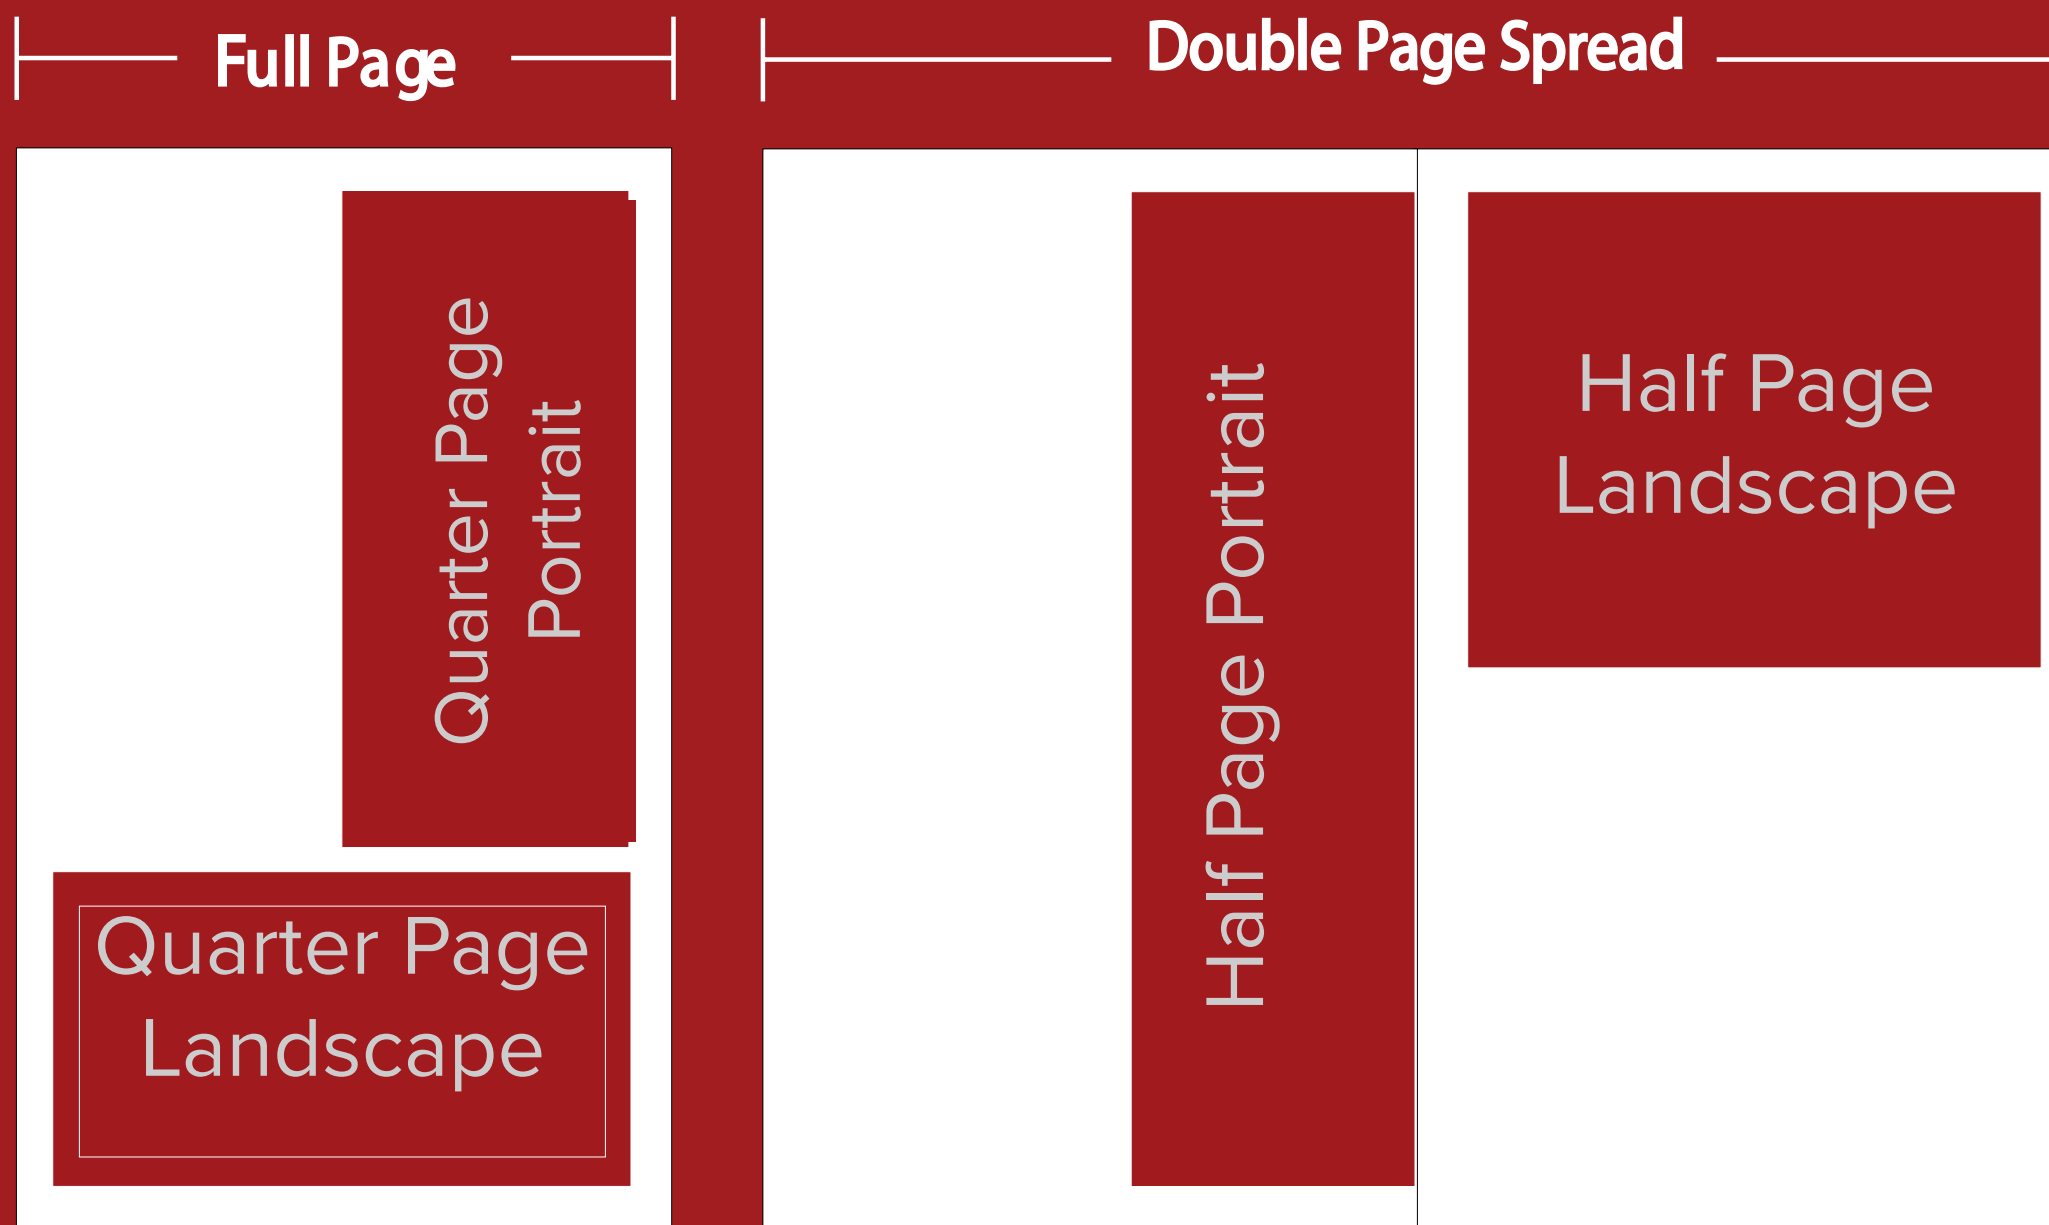 Full Page
Double Page Spread
Quarter Page
Portrait
Quarter Page
Landscape
Half Page Portrait
Half Page
Landscape